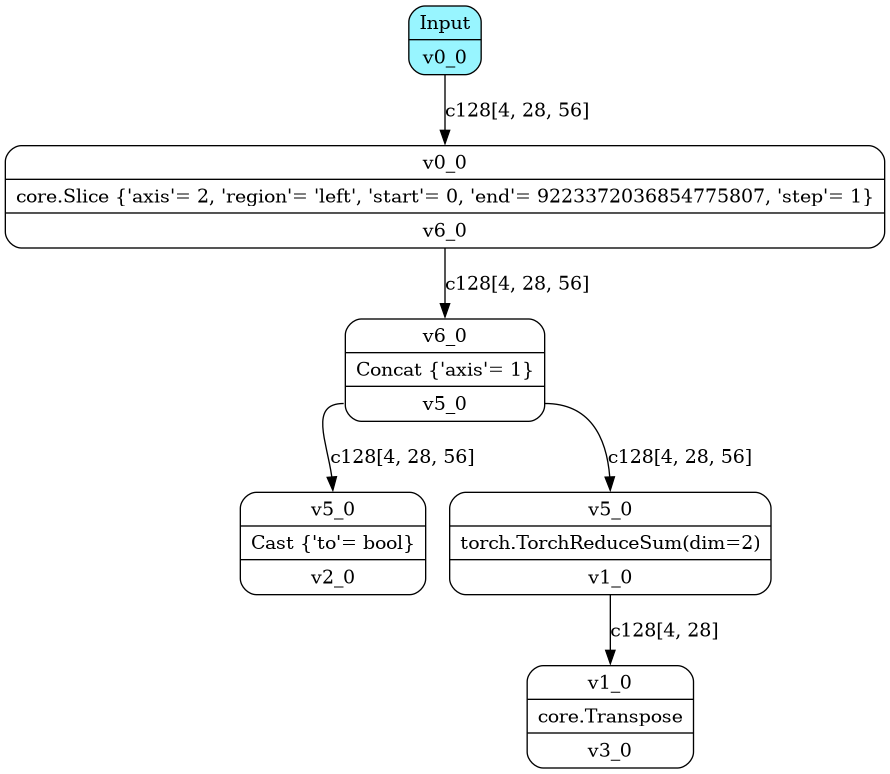 Input
v0_0
c128[4, 28, 56]
v0_0
core.Slice {'axis'= 2, 'region'= 'left', 'start'= 0, 'end'= 9223372036854775807, 'step'= 1}
v6_0
c128[4, 28, 56]
v6_0
Concat {'axis'= 1}
v5_0
c128[4, 28, 56]
c128[4, 28, 56]
v5_0
Cast {'to'= bool}
v2_0
v5_0
torch.TorchReduceSum(dim=2)
v1_0
c128[4, 28]
v1_0
core.Transpose
v3_0